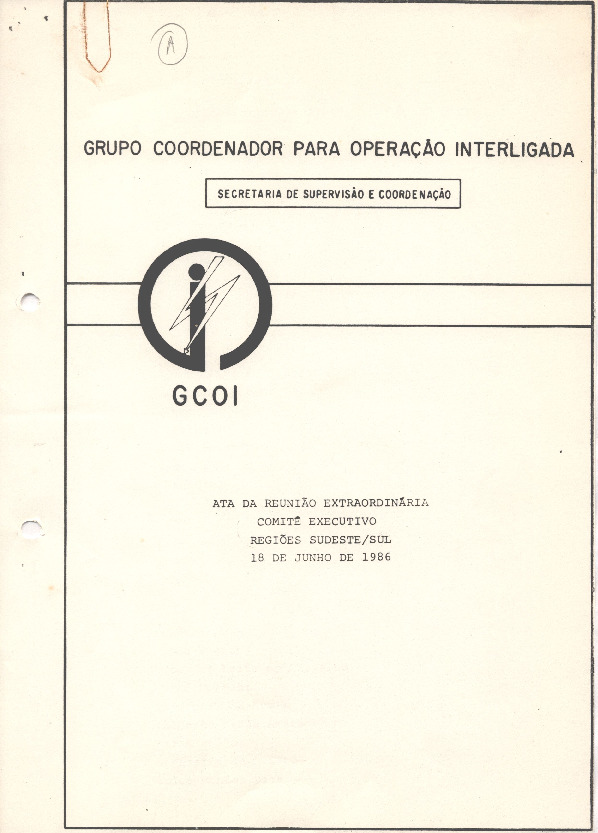 A
GRUPO COORDENADOR PARA OPERAÇÃO INTERLIGADA
SECRETARIA DE SUPERVISÃO E COORDENAÇÃO
GCOI
ATA DA REUNIÃO EXTRAORDINÁRIA
COMITÊ EXECUTIVO
REGIÕES SUDESTE/SUL
18 DE JUNHO DE 1986